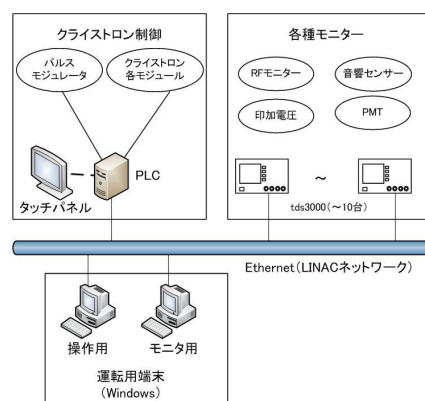 クライストロン制御
パルス
モジュレータ
クライストロン
各モジュール
PLC
タッチパネル
各種モニター
RFモニター
音響センサー
印加電圧
PMT
～
tds3000(～10台)
Ethernet(LINACネットワーク)
操作用
モニタ用
運転用端末
(Windows)